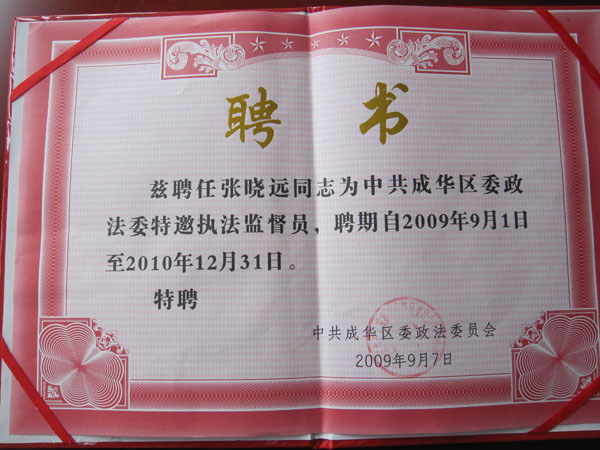 聘 书
兹聘任张晓远同志为中共成华区委政
法委特邀执法监督员，聘期自2009年9月1日
至2010年12月31日。
特聘
中共成华区委政法委员会
2009年9月7日